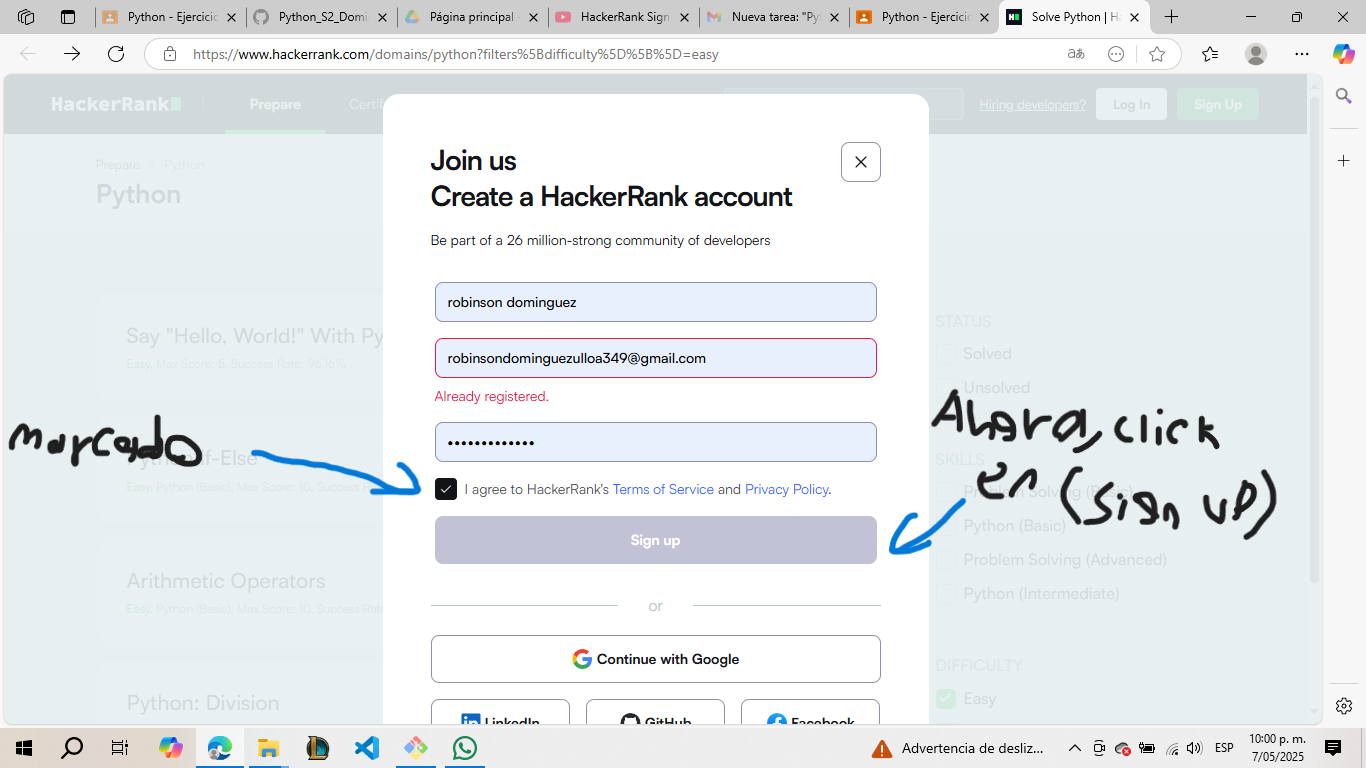 Python - Ejercicic
Python_S2_Domi
Página principal
HackerRank Sign
Nueva tarea: "Pyt
Python - Ejercicic
Solve Python | Ha
https://www.hackerrank.com/domains/python?filters%5Bdifficulty%5D%5B%5D=easy
HackerRank
Prepare
Certif
Hiring developers?
Log In
Sign Up
Prepare
Python
Python
Join us
Create a HackerRank account
Be part of a 26 million-strong community of developers
robinson dominguez
robinsondominguezulloa349@gmail.com
Already registered.
•••••••••••••
I agree to HackerRank's Terms of Service and Privacy Policy.
Sign up
or
Continue with Google
LinkedIn
GitHub
Facebook
Say "Hello, World!" With Py
Easy, Max Score: 5, Success Rate: 96.16%
marcado
Python If-Else
Easy, Python (Basic), Max Score: 10, Success R
Arithmetic Operators
Easy, Python (Basic), Max Score: 10, Success Rate
Python: Division
STATUS
Solved
Unsolved
Ahora, click
en (sign up)
SKILLS
Problem Solving (Basic)
Python (Basic)
Problem Solving (Advanced)
Python (Intermediate)
DIFFICULTY
Easy
Advertencia de desliz...
ESP
10:00 p. m.
7/05/2025